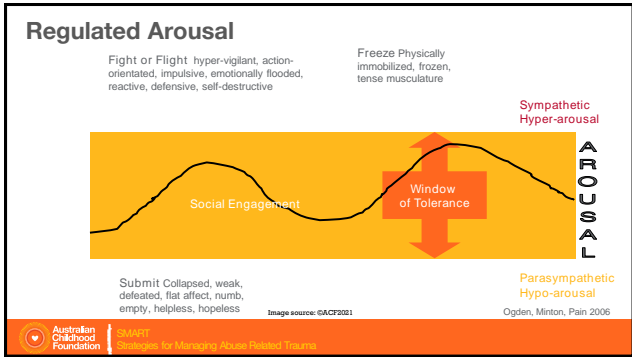 Regulated Arousal
Fight or Flight hyper-vigilant, action-
orientated, impulsive, emotionally flooded,
reactive, defensive, self-destructive
Freeze Physically
immobilized, frozen,
tense musculature
Sympathetic
Hyper-arousal
AROUSAL
Social Engagement
Window
of Tolerance
Parasympathetic
Hypo-arousal
Submit Collapsed, weak,
defeated, flat affect, numb,
empty, helpless, hopeless
Image source: ©ACF2021
Ogden, Minton, Pain 2006
Australian
Childhood
Foundation
SMART
Strategies for Managing Abuse Related Trauma